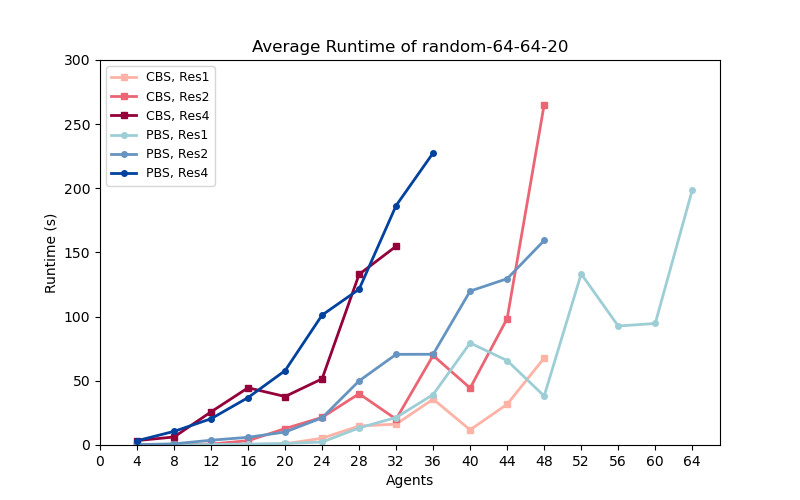 Average Runtime of random-64-64-20
300
250
200
150
100
50
0
Runtime (s)
CBS, Res1
CBS, Res2
CBS, Res4
PBS, Res1
PBS, Res2
PBS, Res4
0 4 8 12 16 20 24 28 32 36 40 44 48 52 56 60 64
Agents